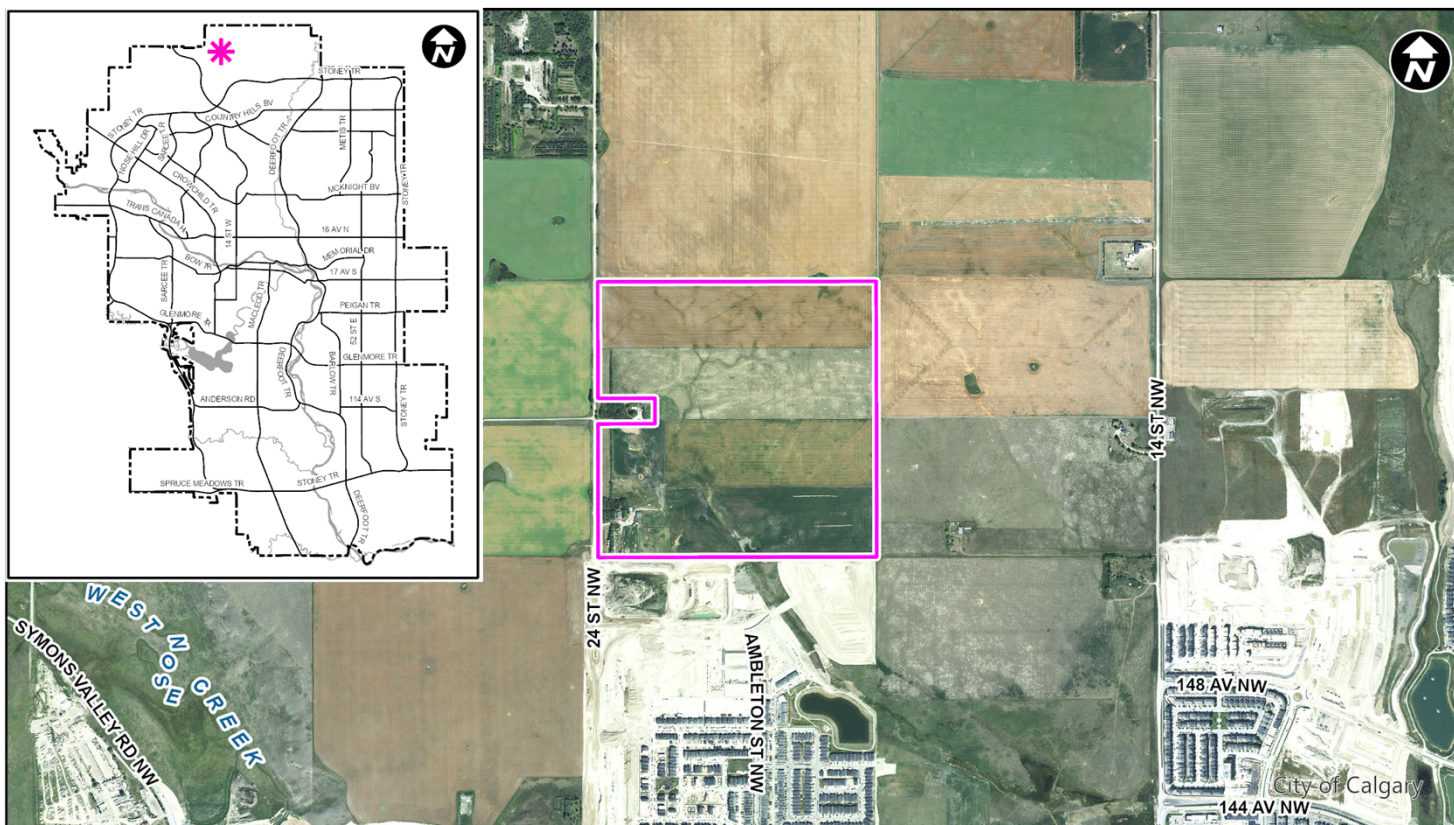 N
STONEY TR
COUNTRY HILLS BV
STONEY TR
NOSE HILL DR
SARCEE TR
DEERFOOT TR
METIS TR
CROWCHILD TR
MCKNIGHT BV
STONEY TR
TRANS CANADA H
14 ST W
16 AV N
MEMORIAL DR
BOW TR
17 AV S
SARCEE TR
MACLEOD TR
PEIGAN TR
52 ST E
GLENMORE TR
DEERFOOT TR
BARLOW TR
GLENMORE TR
ANDERSON RD
114 AV S
STONEY TR
STONEY TR
SPRUCE MEADOWS TR
DEERFOOT TR
N
14 ST NW
24 ST NW
WEST NOSE CREEK
SYMONS VALLEY RD NW
AMBLETON ST NW
148 AV NW
City of Calgary
144 AV NW